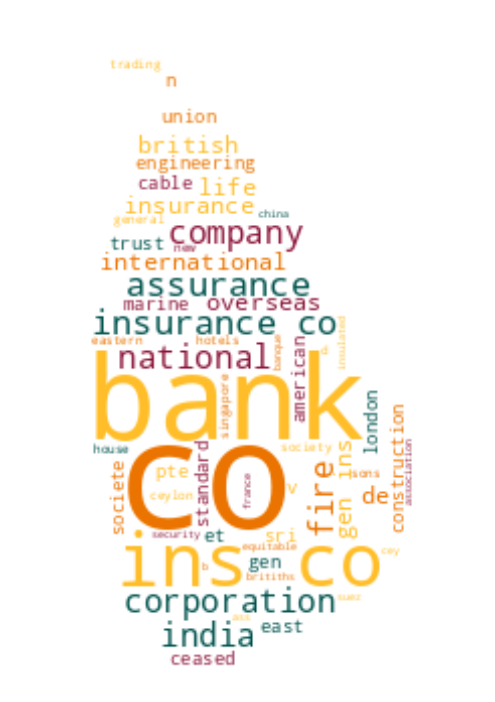 trading
n
union
british
engineering
cable life
insurance
general china
trust company
new
international
assurance
marine overseas
insurance co
eastern hotels banque insulated
national american
bank
singapore london
house co society construction
association
societe pte standard france fire gen ins sons
ceylon v de
security et sri
equitable cey
ins co
b gen
britiths
corporation suez
india east
ceased